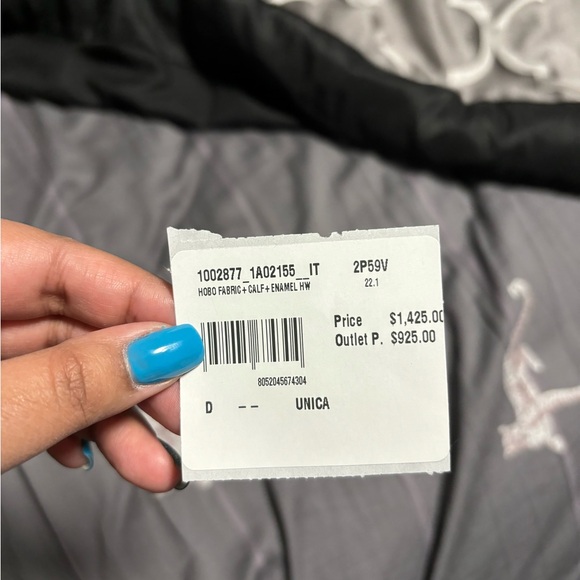 1002877_1A02155__IT 2P59V
HOBO FABRIC+CALF+ENAMEL HW 22.1
Price $1,425.00
Outlet P. $925.00
8052045674304
D -- UNICA